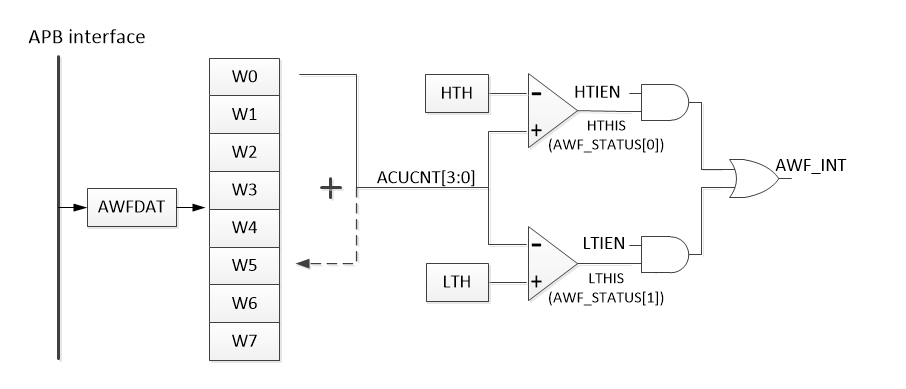 APB interface
AWFDAT
W0
W1
W2
W3
W4
W5
W6
W7
+
ACUCNT[3:0]
HTH
-
+
HTIEN
HTHIS
(AWF_STATUS[0])
LTH
-
+
LTIEN
LTHIS
(AWF_STATUS[1])
AWF_INT